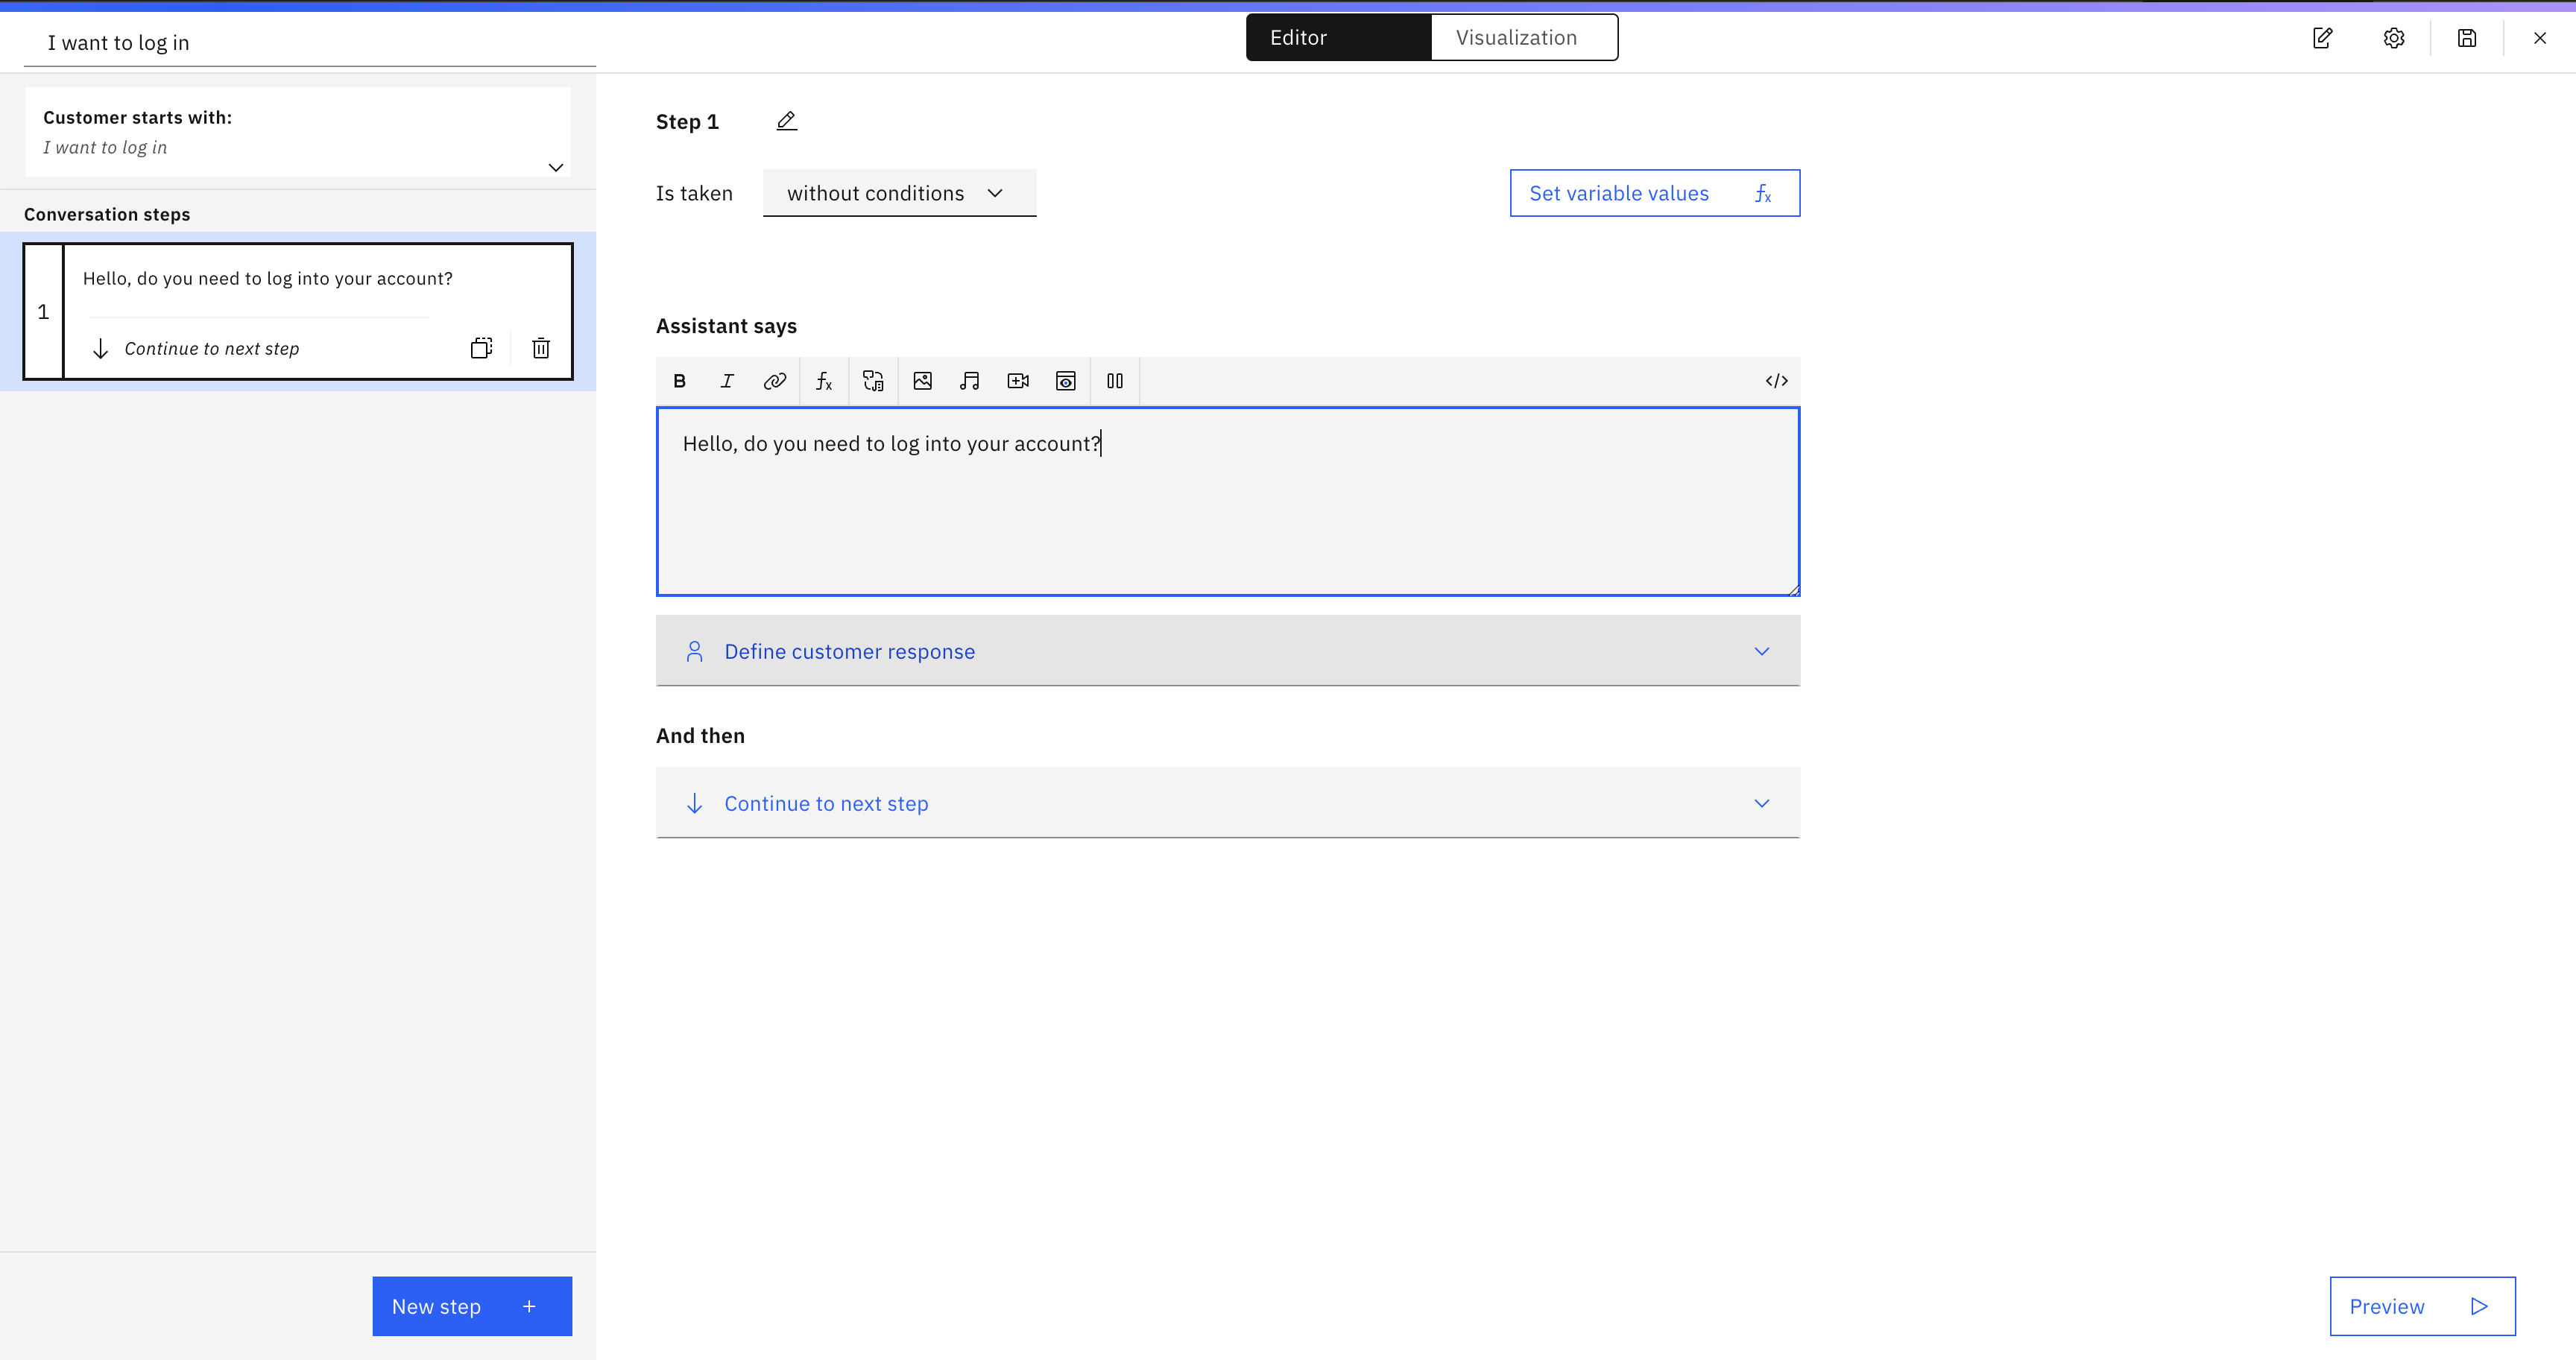 I want to log in
Editor
Visualization
Customer starts with:
I want to log in
Conversation steps
1
Hello, do you need to log into your account?
Continue to next step
New step
Step 1
Is taken
without conditions
Set variable values
Assistant says
Hello, do you need to log into your account?
Define customer response
And then
Continue to next step
Preview